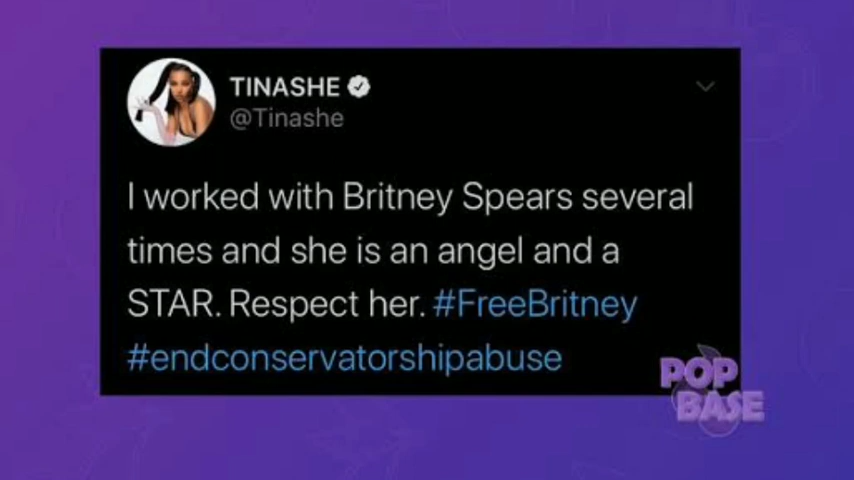 TINASHE
@Tinashe
I worked with Britney Spears several
times and she is an angel and a
STAR. Respect her. #FreeBritney
#endconservatorshipabuse
POP
BASE